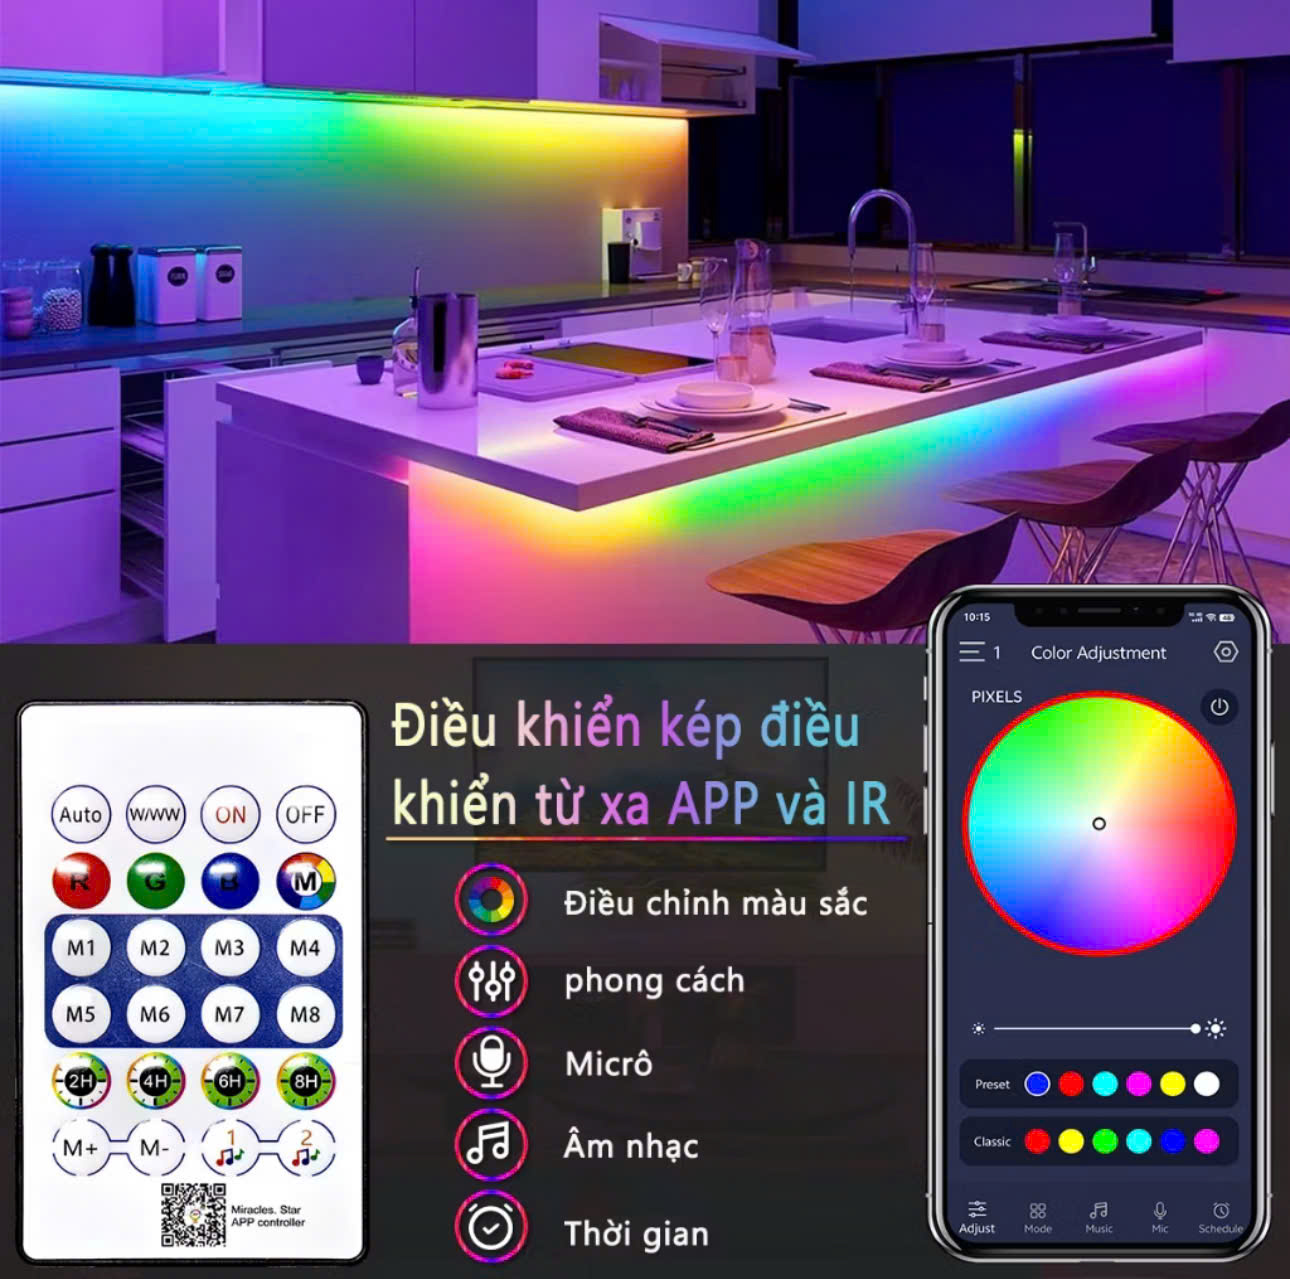 Điều khiển kép điều
khiển từ xa APP và IR
Điều chỉnh màu sắc
phong cách
Micrô
Âm nhạc
Thời gian
Auto W/WW ON OFF
R G B M
M1 M2 M3 M4
M5 M6 M7 M8
2H 4H 6H 8H
M+ M- 1 2
Miracles. Star
APP controller
10:15
1 Color Adjustment
PIXELS
Preset
Classic
Adjust Mode Music Mic Schedule